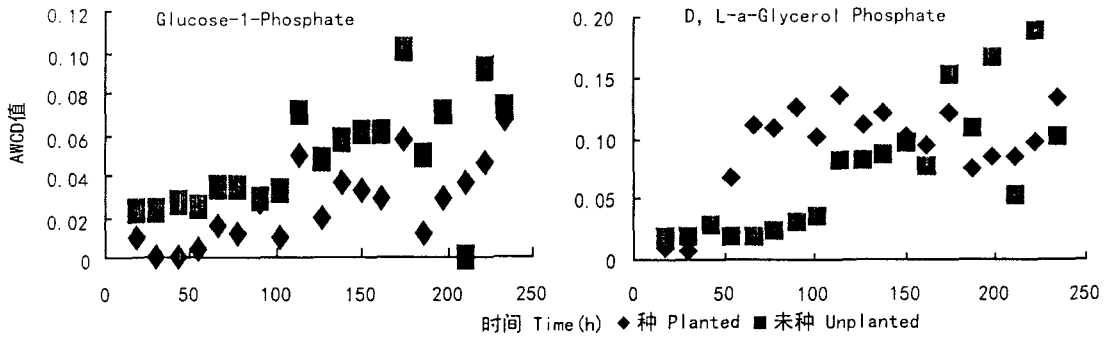 Glucose-1-Phosphate
D, L-a-Glycerol Phosphate
AWCD值
0.12
0.10
0.08
0.06
0.04
0.02
0
0 50 100 150 200 250
0.20
0.15
0.10
0.05
0
0 50 100 150 200 250
时间 Time(h) ◆种 Planted ■未种 Unplanted